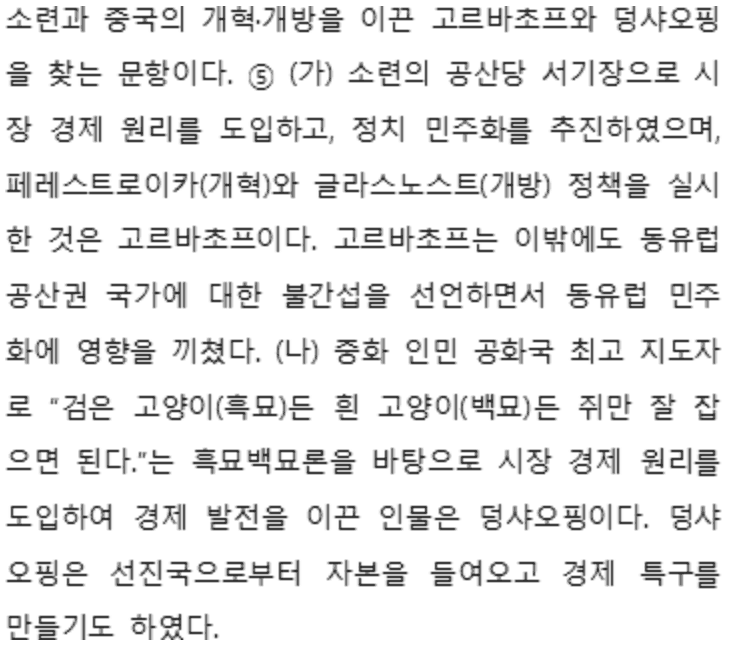 소련과 중국의 개혁·개방을 이끈 고르바초프와 덩샤오핑
을 찾는 문항이다. ⑤ (가) 소련의 공산당 서기장으로 시
장 경제 원리를 도입하고, 정치 민주화를 추진하였으며,
페레스트로이카(개혁)와 글라스노스트(개방) 정책을 실시
한 것은 고르바초프이다. 고르바초프는 이밖에도 동유럽
공산권 국가에 대한 불간섭을 선언하면서 동유럽 민주
화에 영향을 끼쳤다. (나) 중화 인민 공화국 최고 지도자
로 “검은 고양이(흑묘)든 흰 고양이(백묘)든 쥐만 잘 잡
으면 된다.”는 흑묘백묘론을 바탕으로 시장 경제 원리를
도입하여 경제 발전을 이끈 인물은 덩샤오핑이다. 덩샤
오핑은 선진국으로부터 자본을 들여오고 경제 특구를
만들기도 하였다.